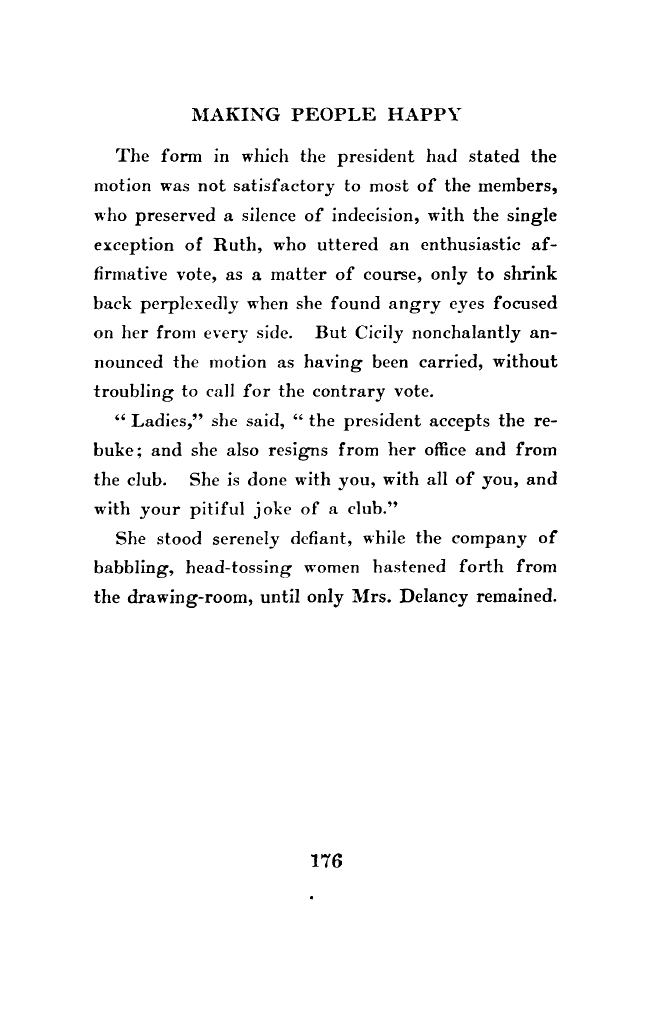 MAKING PEOPLE HAPPY
The form in which the president had stated the
motion was not satisfactory to most of the members,
who preserved a silence of indecision, with the single
exception of Ruth, who uttered an enthusiastic af-
firmative vote, as a matter of course, only to shrink
back perplexedly when she found angry eyes focused
on her from every side. But Cicily nonchalantly an-
nounced the motion as having been carried, without
troubling to call for the contrary vote.
“ Ladies,” she said, “ the president accepts the re-
buke; and she also resigns from her office and from
the club. She is done with you, with all of you, and
with your pitiful joke of a club.”
She stood serenely defiant, while the company of
babbling, head-tossing women hastened forth from
the drawing-room, until only Mrs. Delancy remained.
176